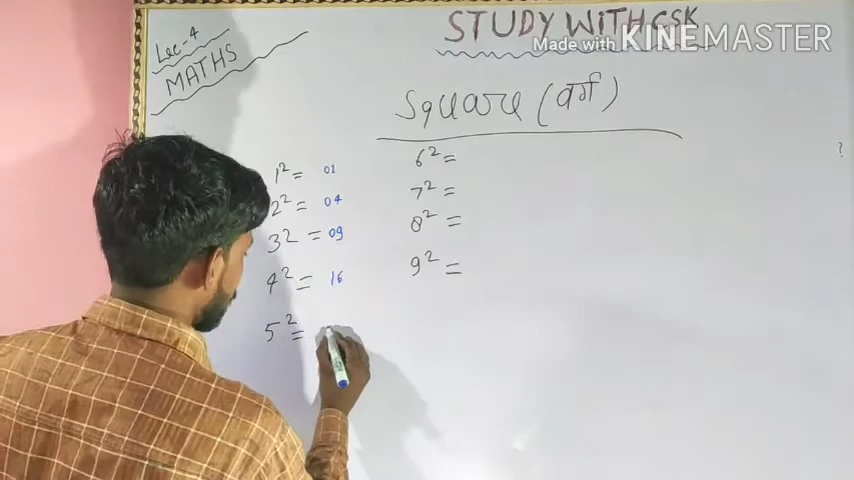 Lec-4
MATHS
STUDY WITH CSK
Made with KINEMASTER
Square (वर्ग)
1² = 01
2² = 04
3² = 09
4² = 16
5² =
6² =
7² =
8² =
9² =
?